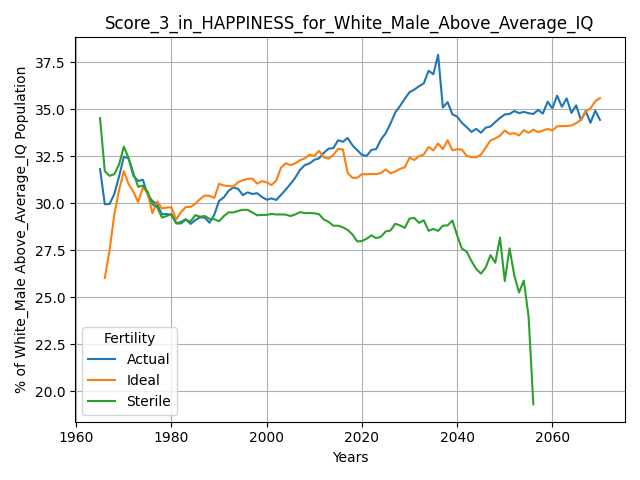 Score_3_in_HAPPINESS_for_White_Male_Above_Average_IQ
% of White_Male Above_Average_IQ Population
37.5
35.0
32.5
30.0
27.5
25.0
22.5
20.0
Fertility
Actual
Ideal
Sterile
1960
1980
2000
2020
2040
2060
Years